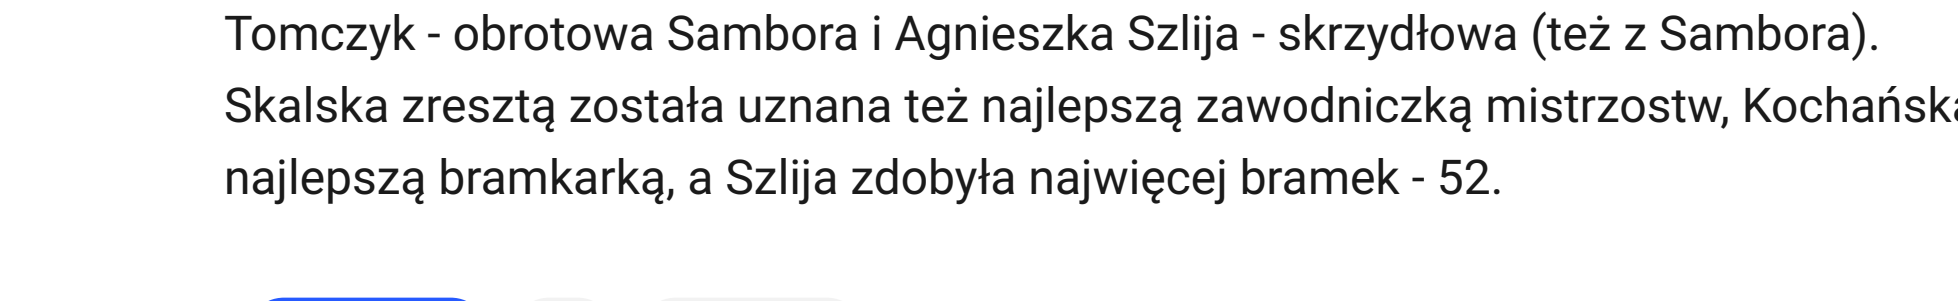 Tomczyk - obrotowa Sambora i Agnieszka Szlija - skrzydłowa (też z Sambora).
Skalska zresztą została uznana też najlepszą zawodniczką mistrzostw, Kochańska
najlepszą bramkarką, a Szlija zdobyła najwięcej bramek - 52.